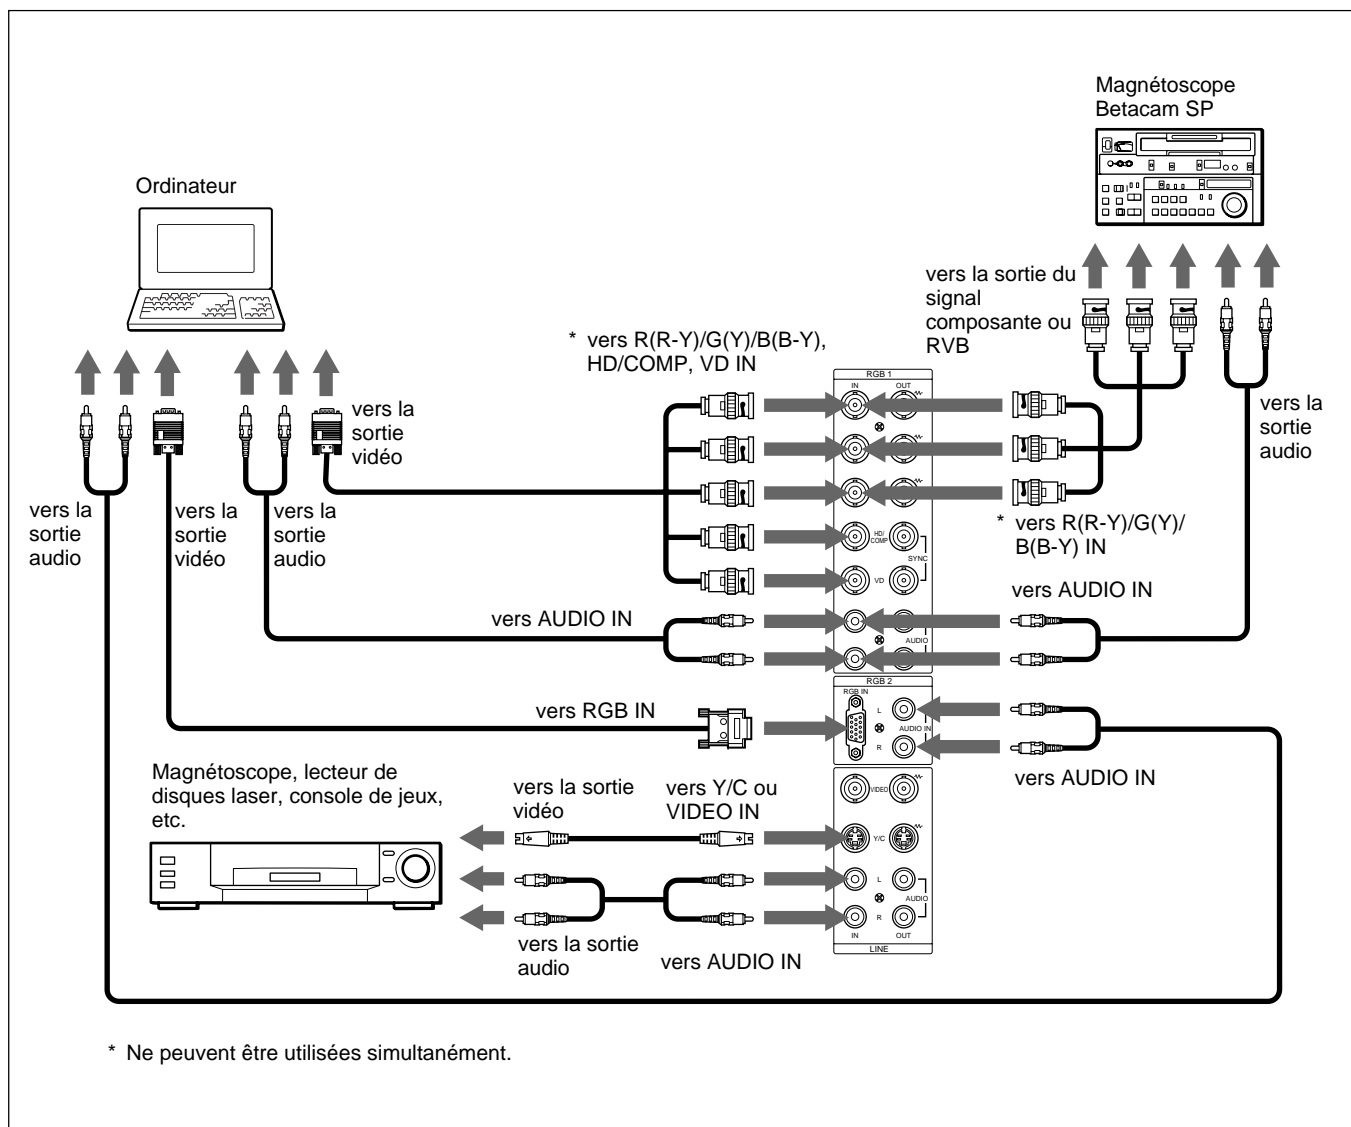 Magnétoscope
Betacam SP
Ordinateur
vers la sortie du
signal
composante ou
RVB
* vers R(R-Y)/G(Y)/B(B-Y),
HD/COMP, VD IN
vers la
sortie
vidéo
vers la
sortie
audio
vers la
sortie
audio
vers la
sortie
vidéo
vers la
sortie
audio
* vers R(R-Y)/G(Y)/
B(B-Y) IN
vers AUDIO IN
vers AUDIO IN
RGB 1
IN
OUT
HD/
COMP
SYNC
VD
AUDIO
RGB 2
RGB IN
L
AUDIO IN
R
vers RGB IN
vers AUDIO IN
Magnétoscope, lecteur de
disques laser, console de jeux,
etc.
vers la sortie
vidéo
vers Y/C ou
VIDEO IN
VIDEO
Y/C
L
AUDIO
R
IN
OUT
LINE
vers la sortie
audio
vers AUDIO IN
* Ne peuvent être utilisées simultanément.